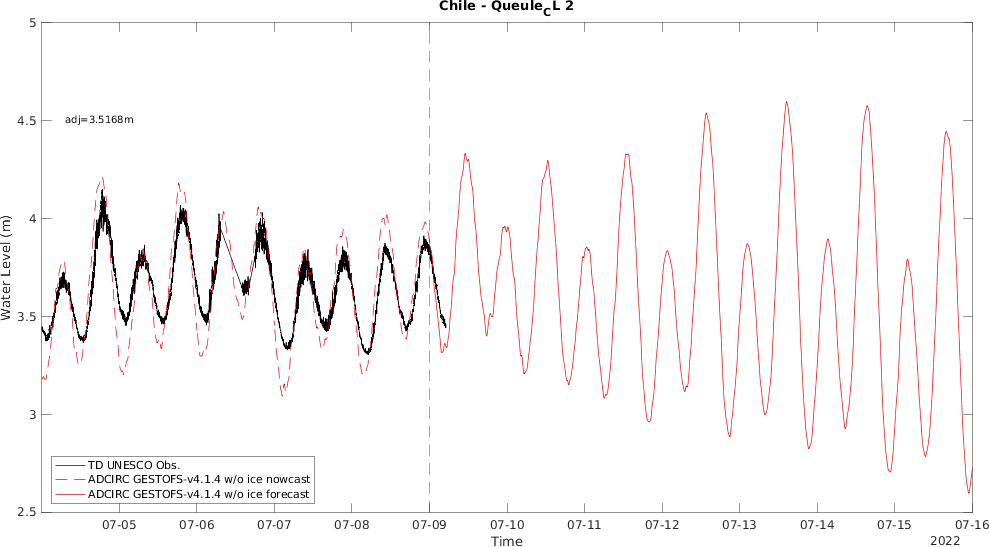 Chile - Queule_CL 2
5
4.5
4
3.5
3
2.5
Water Level (m)
adj=3.5168m
TD UNESCO Obs.
ADCIRC GESTOFS-v4.1.4 w/o ice nowcast
ADCIRC GESTOFS-v4.1.4 w/o ice forecast
07-05 07-06 07-07 07-08 07-09 07-10 07-11 07-12 07-13 07-14 07-15 07-16
Time
2022